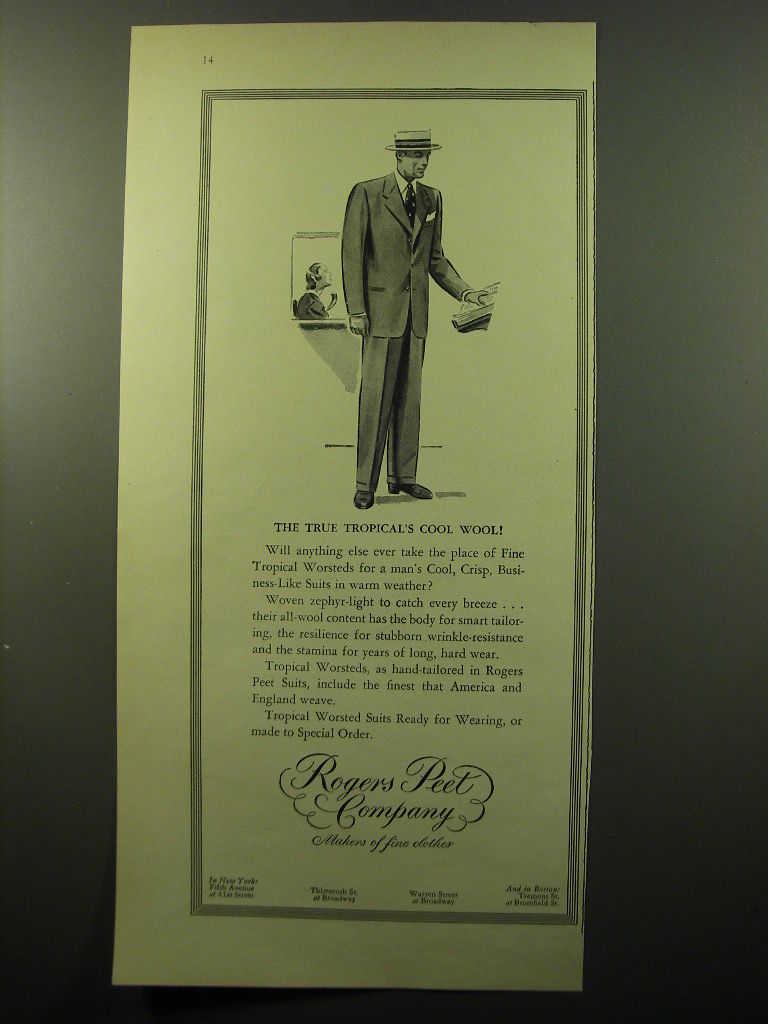 14
THE TRUE TROPICAL'S COOL WOOL!
Will anything else ever take the place of Fine
Tropical Worsteds for a man's Cool, Crisp, Busi-
ness-Like Suits in warm weather?
Woven zephyr-light to catch every breeze . . .
their all-wool content has the body for smart tailor-
ing, the resilience for stubborn wrinkle-resistance
and the stamina for years of long, hard wear.
Tropical Worsteds, as hand-tailored in Rogers
Peet Suits, include the finest that America and
England weave.
Tropical Worsted Suits Ready for Wearing, or
made to Special Order.
Rogers Peet
Company
Makers of fine clothes
In New York:
Fifth Avenue
at 41st Street
Thirteenth St.
at Broadway
Warren Street
at Broadway
And in Boston:
Tremont St.
at Bromfield St.